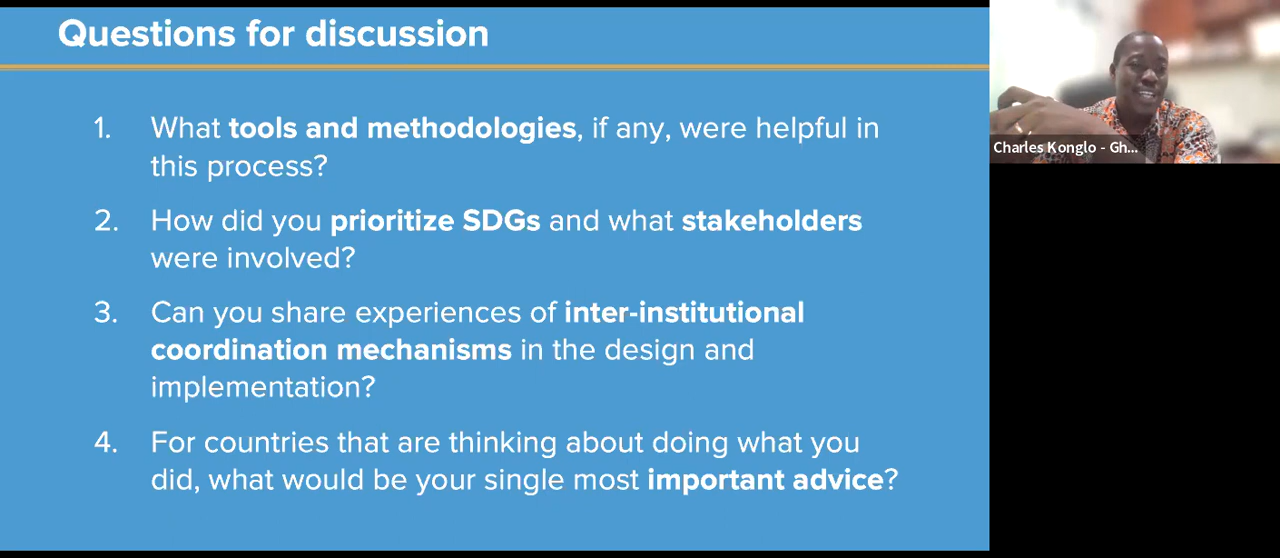 Questions for discussion
1. What tools and methodologies, if any, were helpful in
this process?
2. How did you prioritize SDGs and what stakeholders
were involved?
3. Can you share experiences of inter-institutional
coordination mechanisms in the design and
implementation?
4. For countries that are thinking about doing what you
did, what would be your single most important advice?
Charles Konglo - Gh...